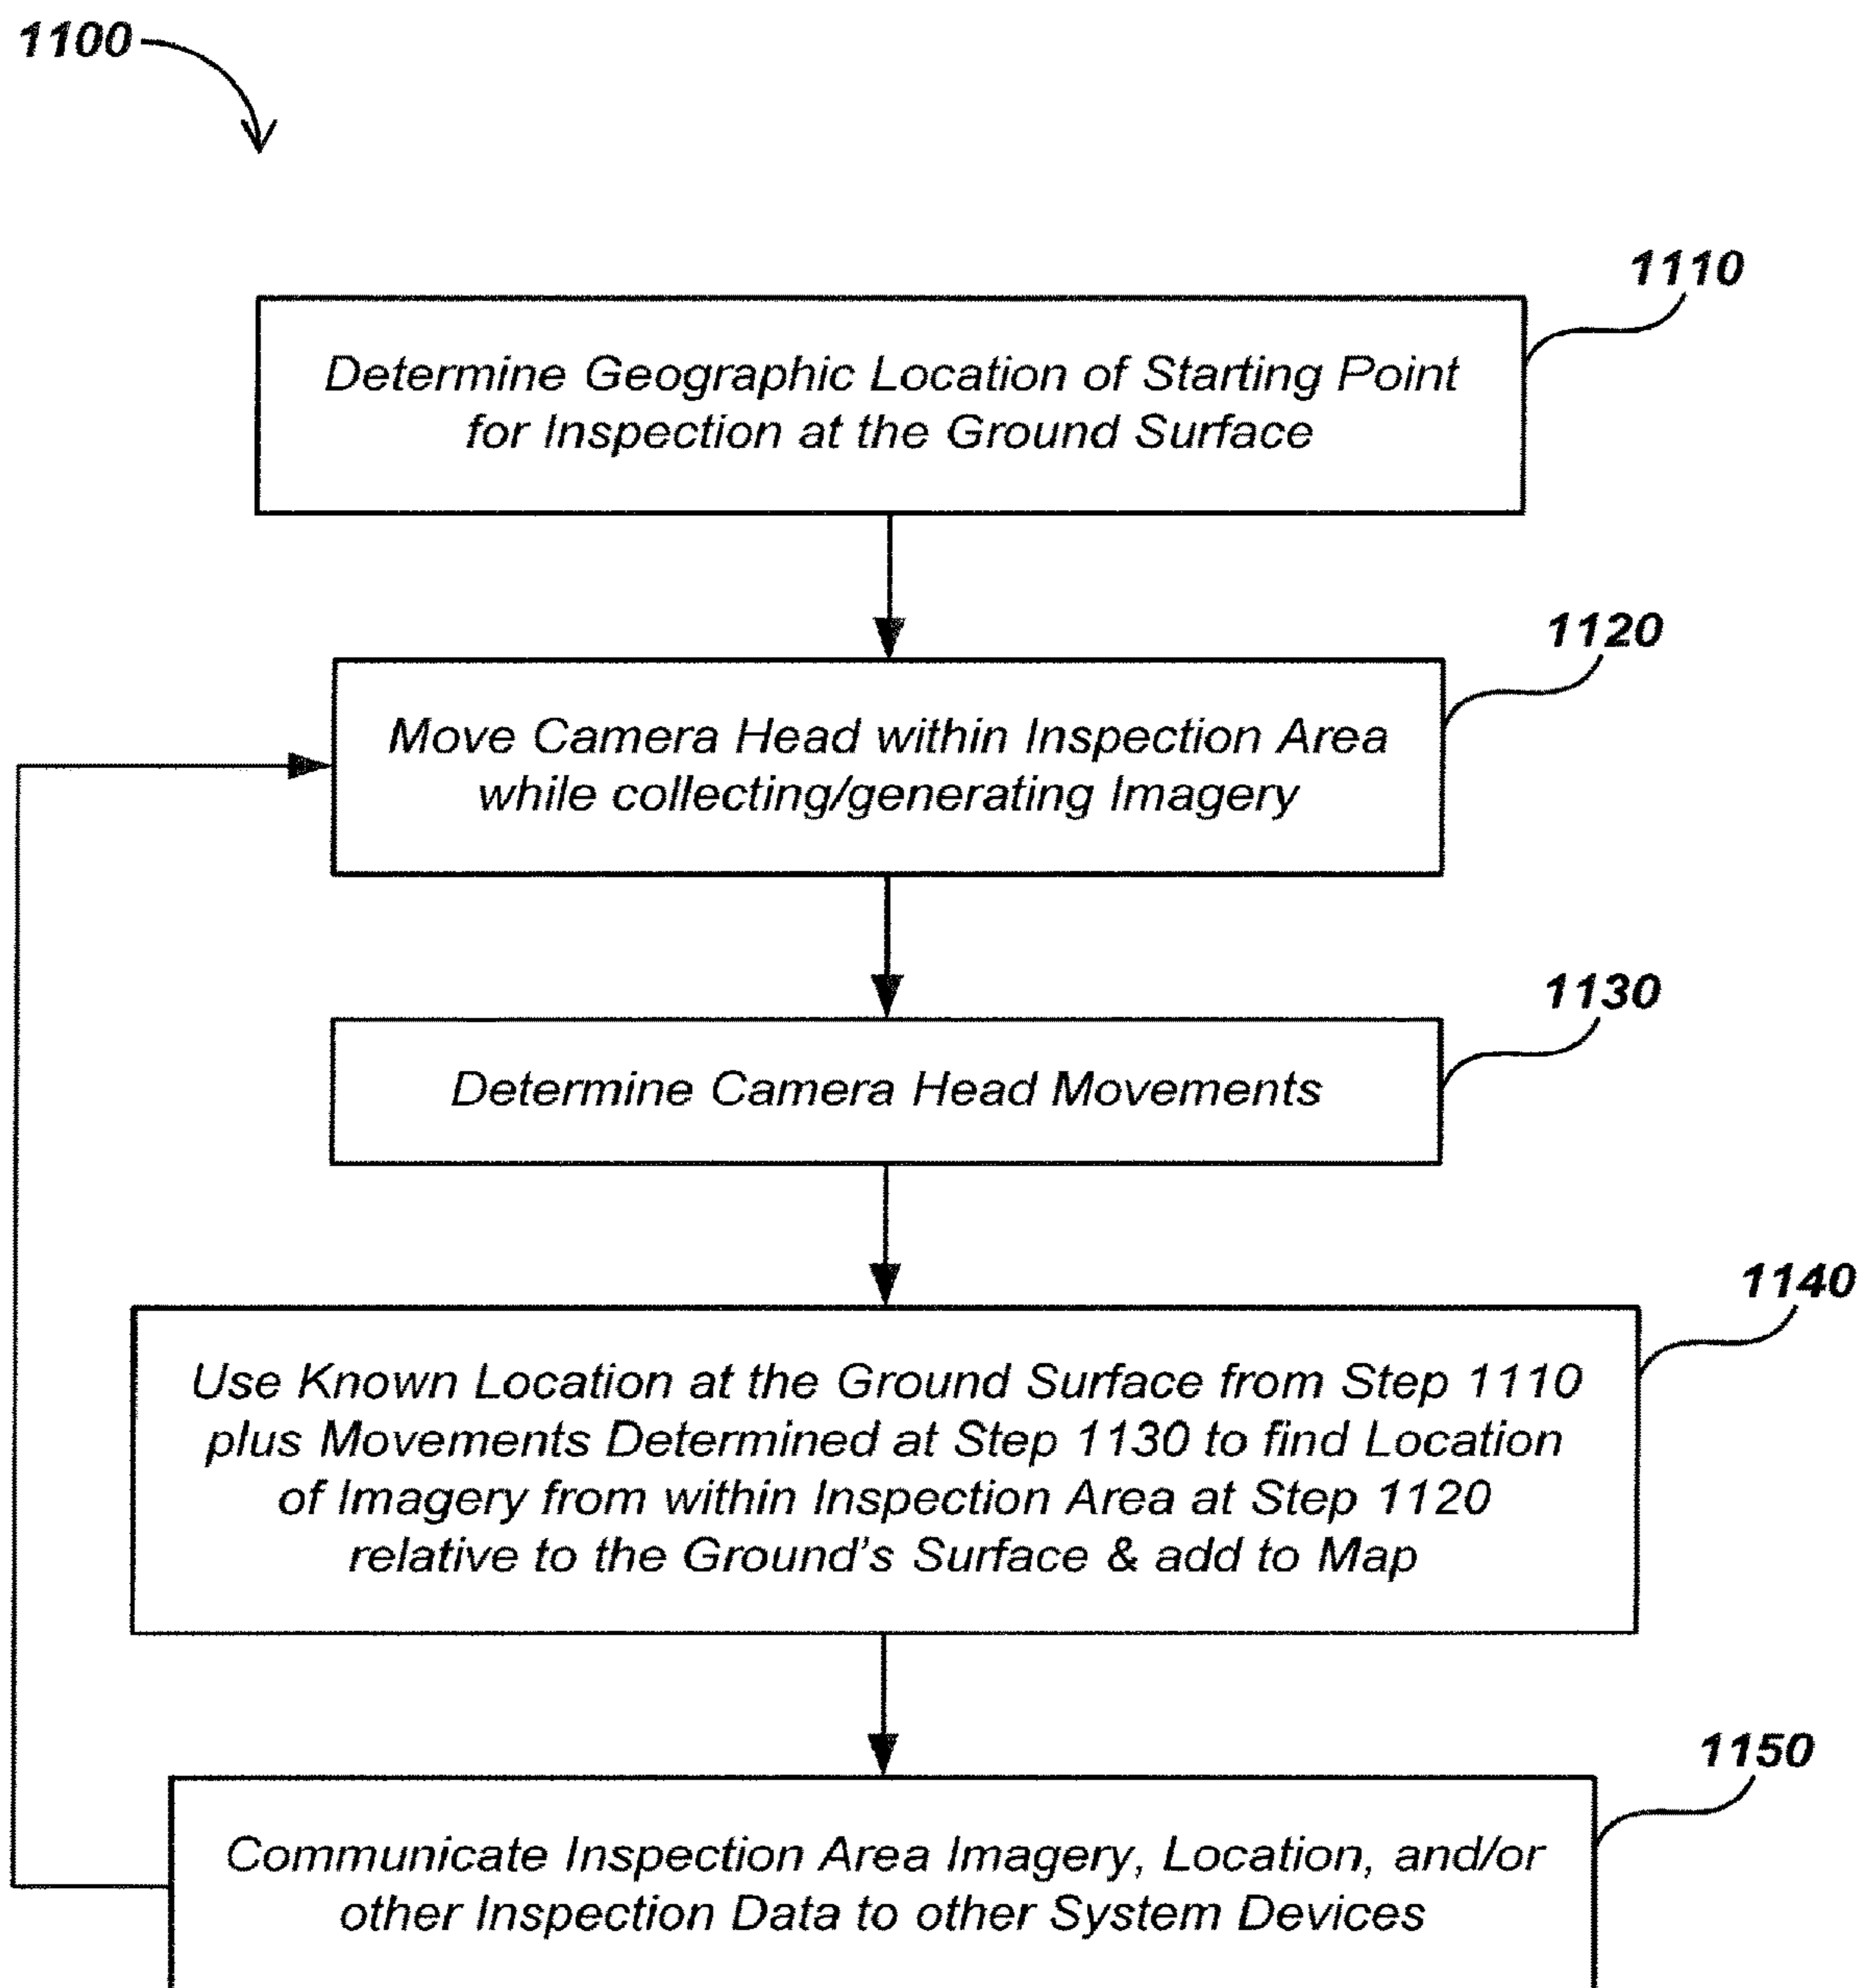 1100
1110
Determine Geographic Location of Starting Point
for Inspection at the Ground Surface
1120
Move Camera Head within Inspection Area
while collecting/generating Imagery
1130
Determine Camera Head Movements
1140
Use Known Location at the Ground Surface from Step 1110
plus Movements Determined at Step 1130 to find Location
of Imagery from within Inspection Area at Step 1120
relative to the Ground's Surface & add to Map
1150
Communicate Inspection Area Imagery, Location, and/or
other Inspection Data to other System Devices